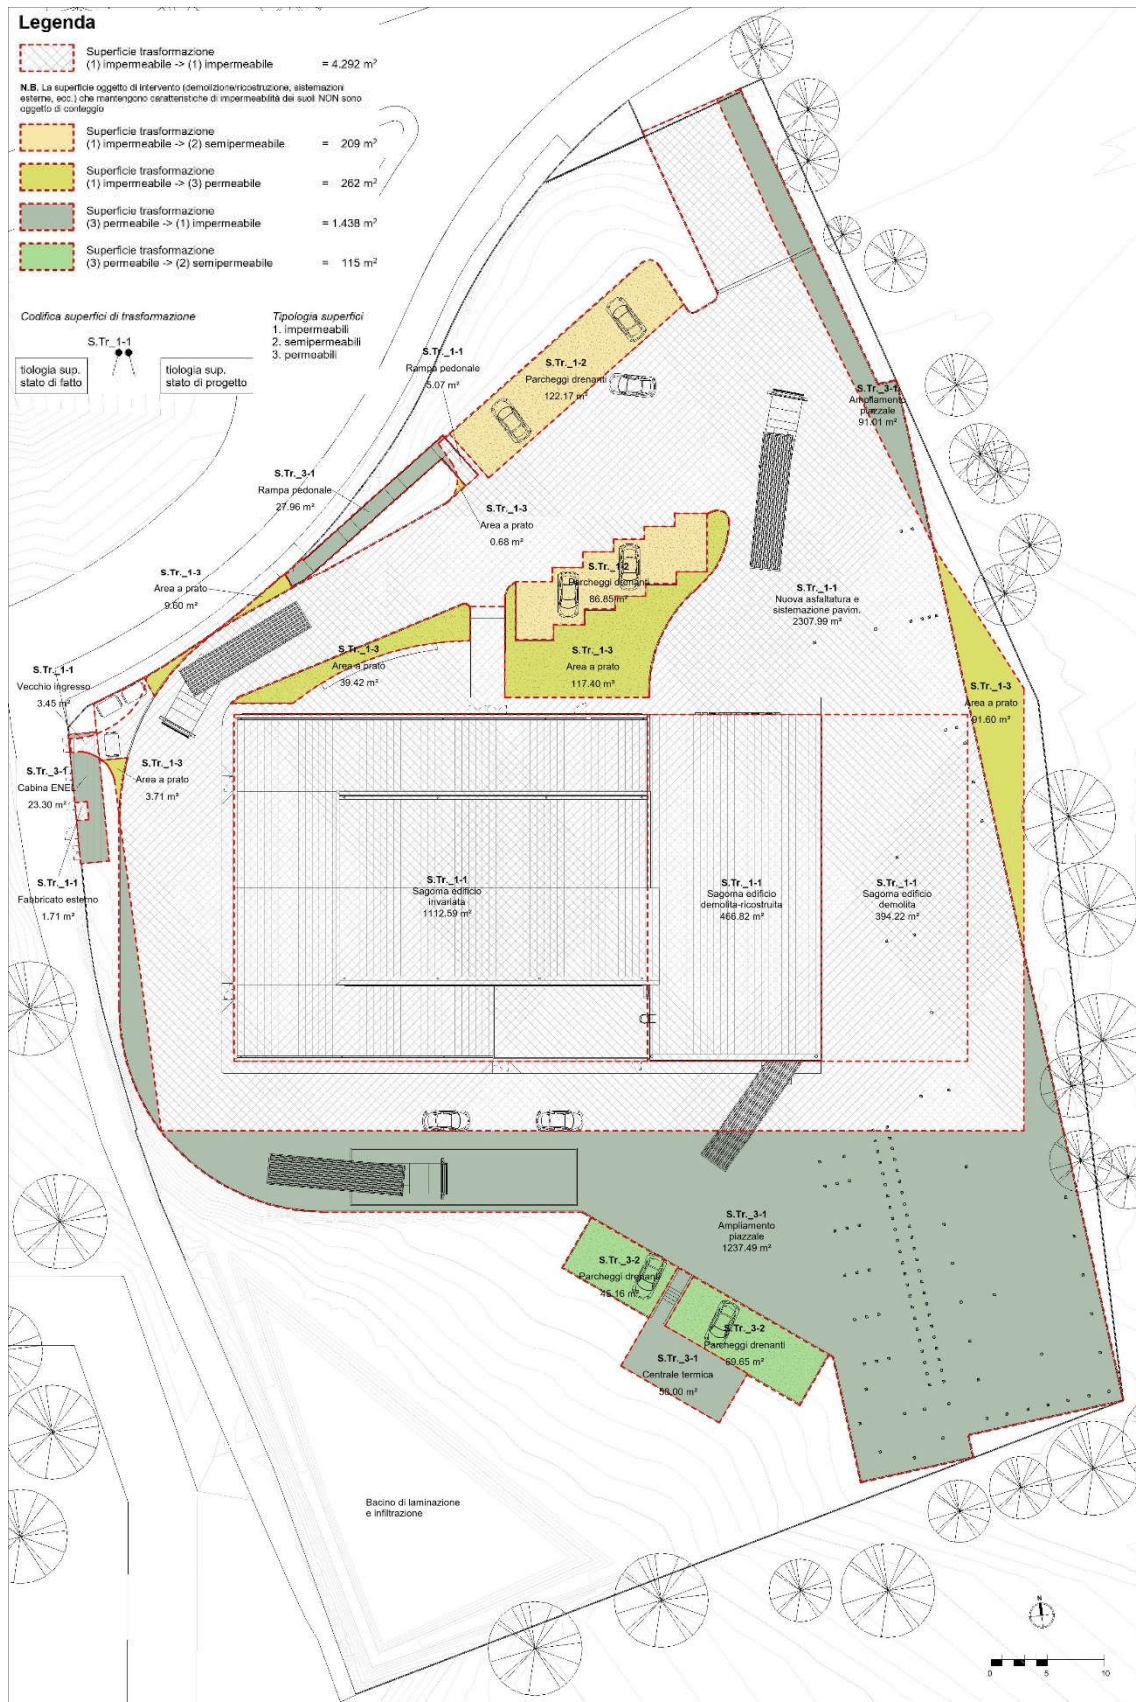 Legenda
Superficie trasformazione
(1) impermeabile -> (1) impermeabile = 4.292 m²
N.B. La superficie oggetto di intervento (demolizione/ricostruzione, sistemazioni
esterne, ecc.) che mantengono caratteristiche di impermeabilità dei suoli NON sono
oggetto di conteggio
Superficie trasformazione
(1) impermeabile -> (2) semipermeabile = 209 m²
Superficie trasformazione
(1) impermeabile -> (3) permeabile = 262 m²
Superficie trasformazione
(3) permeabile -> (1) impermeabile = 1.438 m²
Superficie trasformazione
(3) permeabile -> (2) semipermeabile = 115 m²
Codifica superfici di trasformazione
S.Tr_1-1
tiologia sup.
stato di fatto
tiologia sup.
stato di progetto
Tipologia superfici
1. impermeabili
2. semipermeabili
3. permeabili
S.Tr._1-1
Rampa pedonale
5.07 m²
S.Tr._1-2
Parcheggi drenanti
122.17 m²
S.Tr._3-1
Ampliamento
piazzale
91.01 m²
S.Tr._3-1
Rampa pedonale
27.96 m²
S.Tr._1-3
Area a prato
0.68 m²
S.Tr._1-3
Area a prato
9.60 m²
S.Tr._1-2
Parcheggi drenanti
86.85 m²
S.Tr._1-1
Nuova asfaltatura e
sistemazione pavim.
2307.99 m²
S.Tr._1-3
Area a prato
39.42 m²
S.Tr._1-3
Area a prato
117.40 m²
S.Tr._1-1
Vecchio ingresso
3.45 m²
S.Tr._1-3
Area a prato
91.60 m²
S.Tr._3-1
Cabina ENEL
23.30 m²
S.Tr._1-3
Area a prato
3.71 m²
S.Tr._1-1
Fabbricato esterno
1.71 m²
S.Tr._1-1
Sagoma edificio
invariata
1112.59 m²
S.Tr._1-1
Sagoma edificio
demolita-ricostruita
466.82 m²
S.Tr._1-1
Sagoma edificio
demolita
394.22 m²
S.Tr._3-1
Ampliamento
piazzale
1237.49 m²
S.Tr._3-2
Parcheggi drenanti
45.16 m²
S.Tr._3-2
Parcheggi drenanti
69.65 m²
S.Tr._3-1
Centrale termica
58.00 m²
Bacino di laminazione
e infiltrazione
N
0 5 10